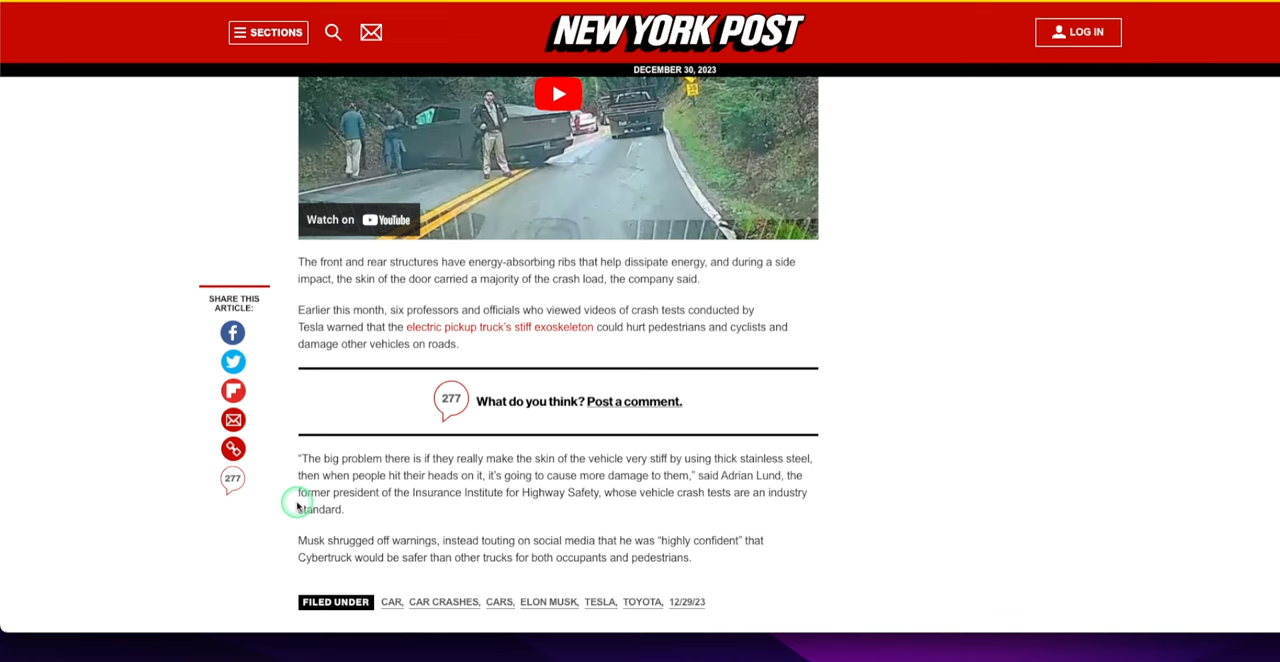 SECTIONS
NEW YORK POST
LOG IN
DECEMBER 30, 2023
Watch on YouTube
The front and rear structures have energy-absorbing ribs that help dissipate energy, and during a side
impact, the skin of the door carried a majority of the crash load, the company said.
SHARE THIS
ARTICLE:
Earlier this month, six professors and officials who viewed videos of crash tests conducted by
Tesla warned that the electric pickup truck's stiff exoskeleton could hurt pedestrians and cyclists and
damage other vehicles on roads.
277 What do you think? Post a comment.
"The big problem there is if they really make the skin of the vehicle very stiff by using thick stainless steel,
then when people hit their heads on it, it's going to cause more damage to them," said Adrian Lund, the
277
former president of the Insurance Institute for Highway Safety, whose vehicle crash tests are an industry
standard.
Musk shrugged off warnings, instead touting on social media that he was "highly confident" that
Cybertruck would be safer than other trucks for both occupants and pedestrians.
FILED UNDER CAR, CAR CRASHES, CARS, ELON MUSK, TESLA, TOYOTA, 12/29/23